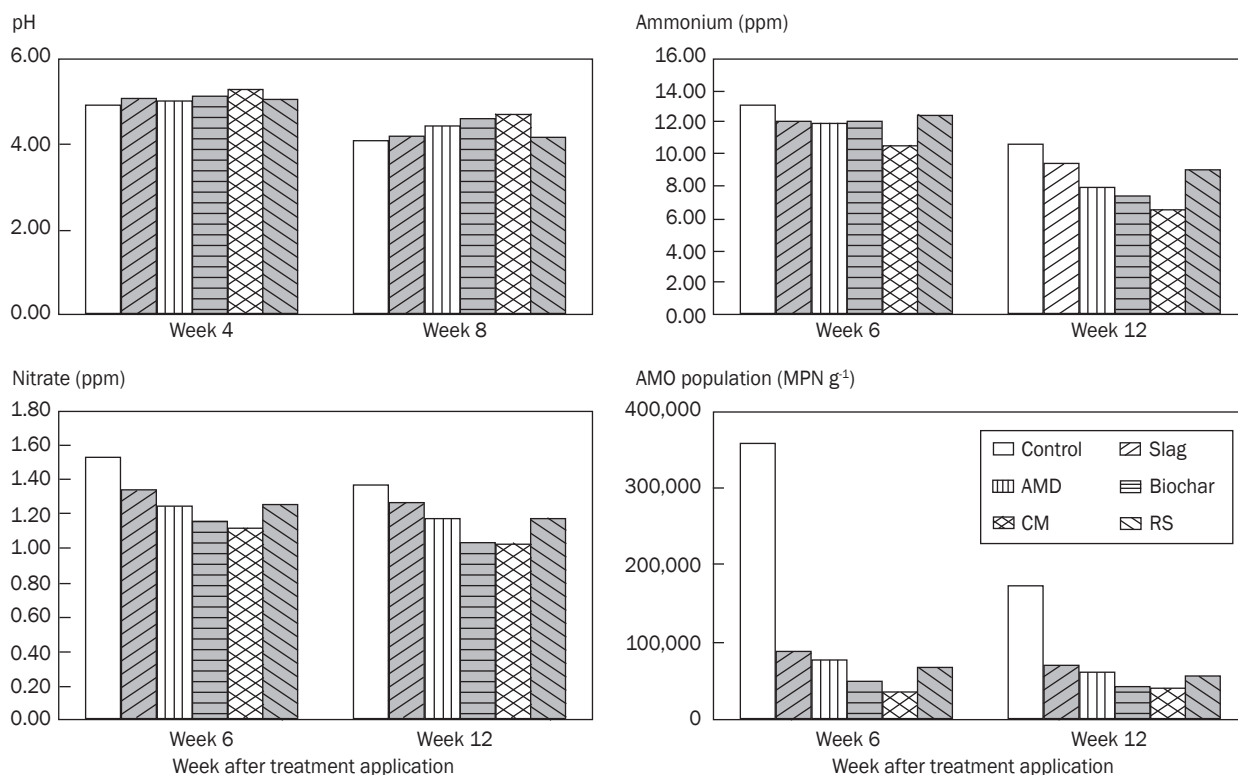 pH
6.00
4.00
2.00
0.00
Week 4 Week 8
Ammonium (ppm)
16.00
14.00
12.00
10.00
8.00
6.00
4.00
2.00
0.00
Week 6 Week 12
Nitrate (ppm)
1.80
1.60
1.40
1.20
1.00
0.80
0.60
0.40
0.20
0.00
Week 6 Week 12
Week after treatment application
AMO population (MPN g-1)
400,000
300,000
200,000
100,000
0
Control Slag
AMD Biochar
CM RS
Week 6 Week 12
Week after treatment application